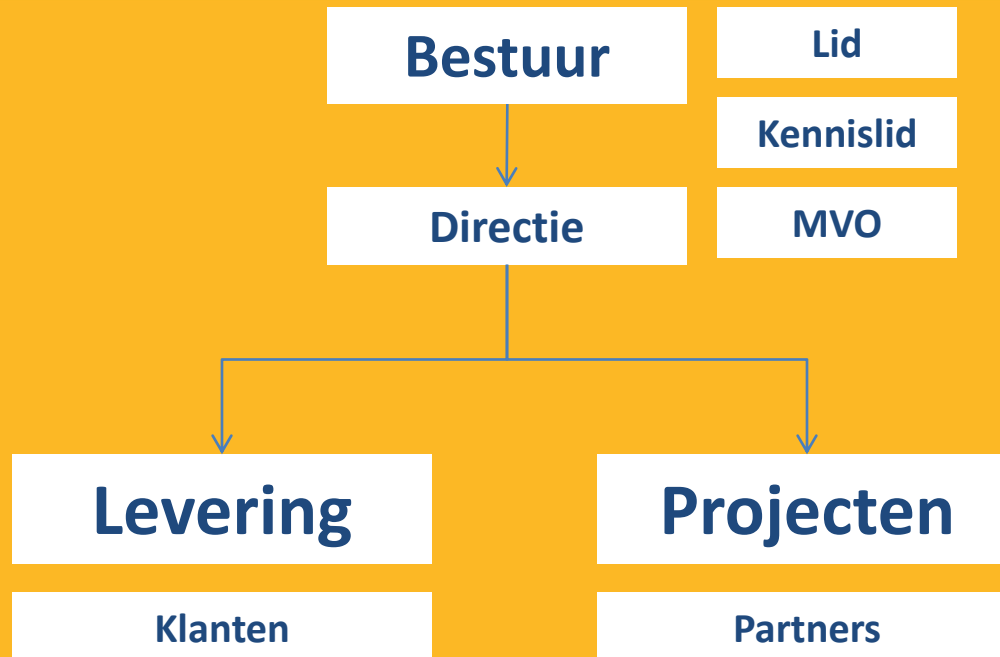 Bestuur
Lid
Kennislid
Directie
MVO
Levering
Projecten
Klanten
Partners